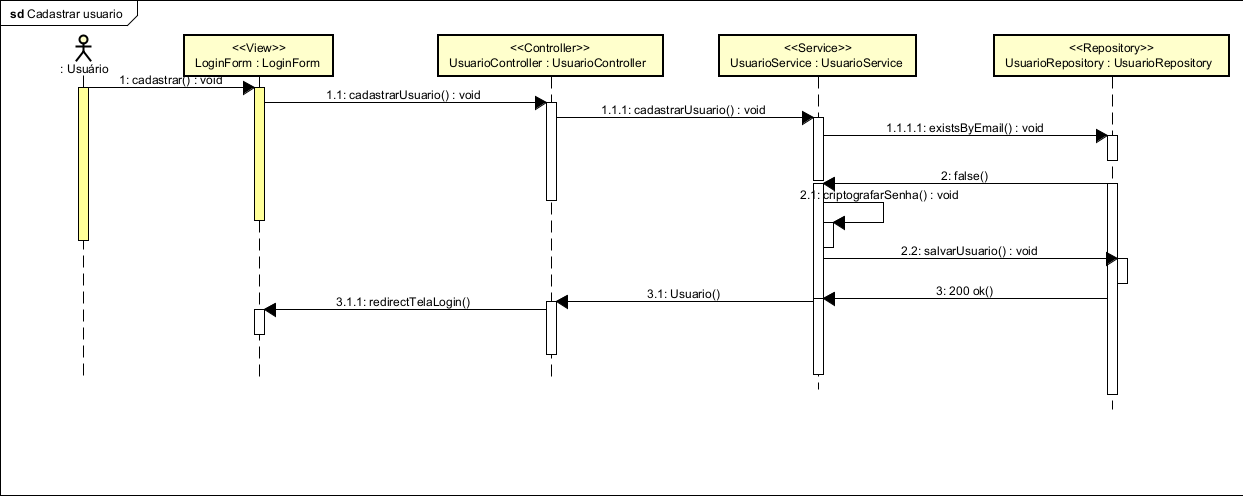 sd Cadastrar usuario
: Usuário
<<View>>
LoginForm : LoginForm
<<Controller>>
UsuarioController : UsuarioController
<<Service>>
UsuarioService : UsuarioService
<<Repository>>
UsuarioRepository : UsuarioRepository
1: cadastrar() : void
1.1: cadastrarUsuario() : void
1.1.1: cadastrarUsuario() : void
1.1.1.1: existsByEmail() : void
2: false()
2.1: criptografarSenha() : void
2.2: salvarUsuario() : void
3: 200 ok()
3.1: Usuario()
3.1.1: redirectTelaLogin()